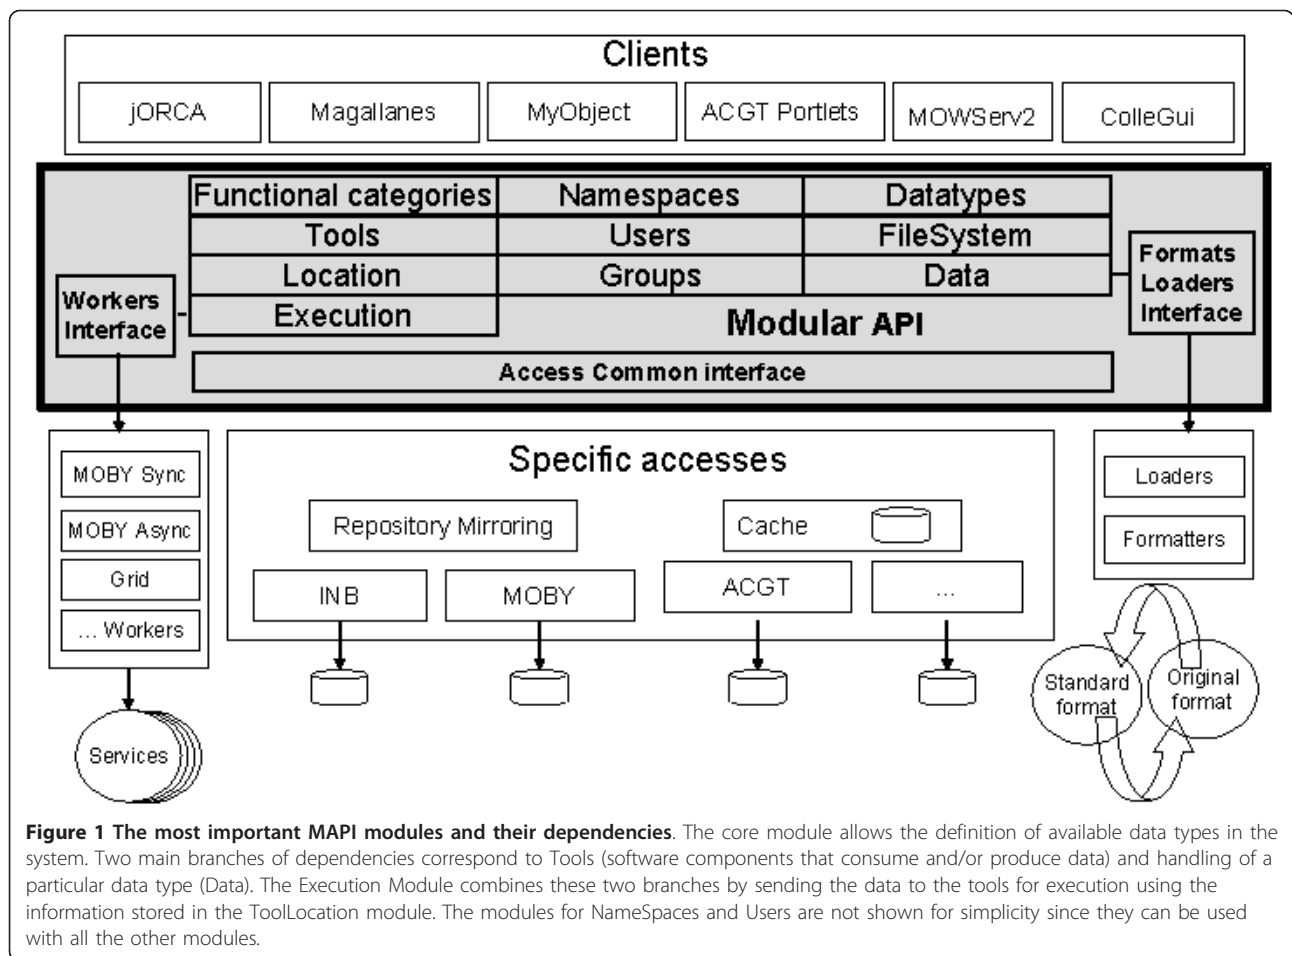 Clients
jORCA
Magallanes
MyObject
ACGT Portlets
MOWServ2
ColleGui
Functional categories
Namespaces
Datatypes
Tools
Users
FileSystem
Location
Groups
Data
Execution
Modular API
Workers
Interface
Formats
Loaders
Interface
Access Common interface
MOBY Sync
MOBY Async
Grid
... Workers
Services
Specific accesses
Repository Mirroring
Cache
INB
MOBY
ACGT
...
Loaders
Formatters
Standard
format
Original
format
Figure 1 The most important MAPI modules and their dependencies. The core module allows the definition of available data types in the
system. Two main branches of dependencies correspond to Tools (software components that consume and/or produce data) and handling of a
particular data type (Data). The Execution Module combines these two branches by sending the data to the tools for execution using the
information stored in the ToolLocation module. The modules for NameSpaces and Users are not shown for simplicity since they can be used
with all the other modules.